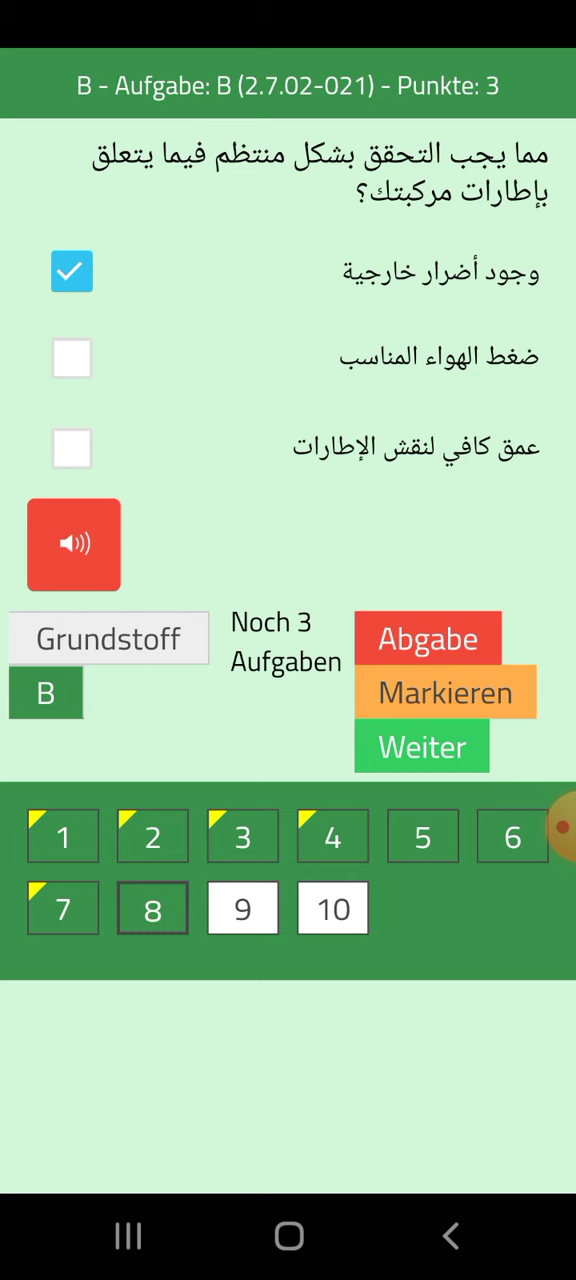 B - Aufgabe: B (2.7.02-021) - Punkte: 3
مما يجب التحقق بشكل منتظم فيما يتعلق
بإطارات مركبتك؟
وجود أضرار خارجية
ضغط الهواء المناسب
عمق كافي لنقش الإطارات
Grundstoff
B
Noch 3
Aufgaben
Abgabe
Markieren
Weiter
1 2 3 4 5 6
7 8 9 10